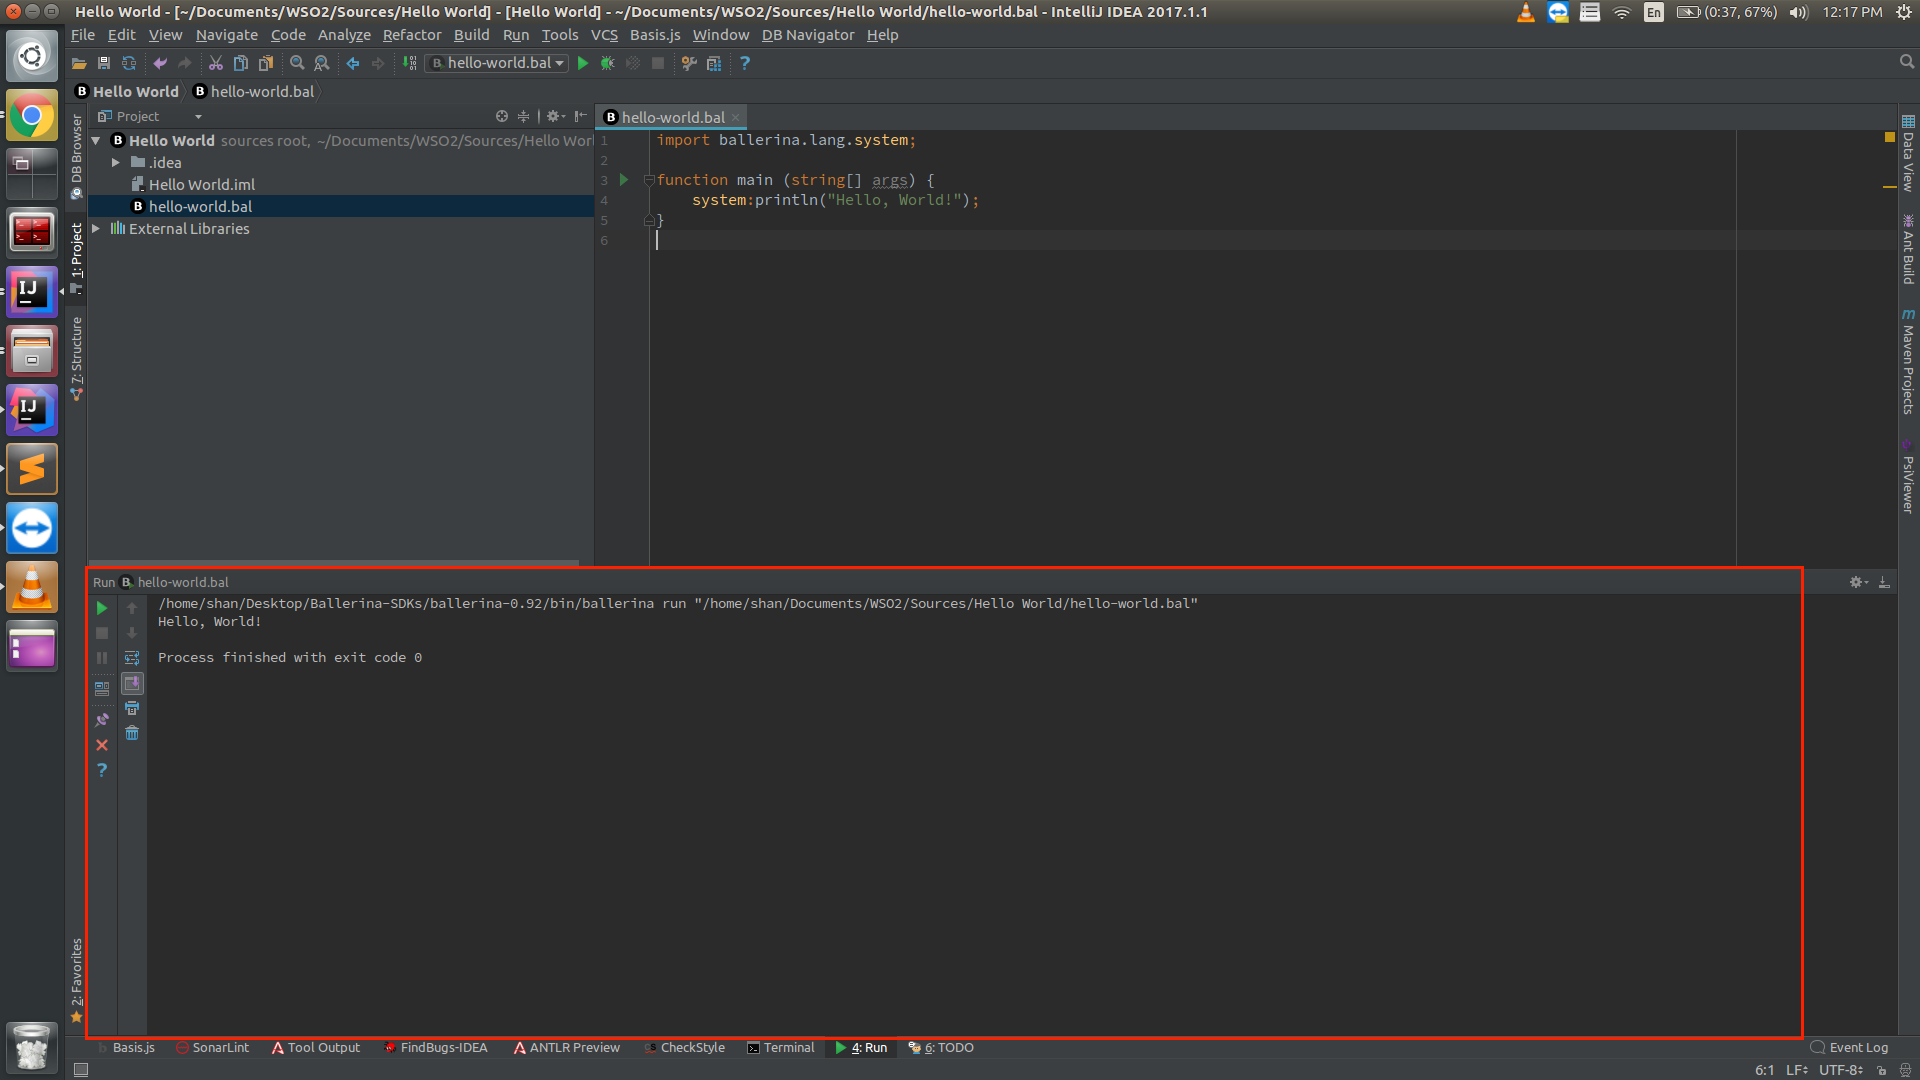 Hello World - [~/Documents/WSO2/Sources/Hello World] - [Hello World] - ~/Documents/WSO2/Sources/Hello World/hello-world.bal - IntelliJ IDEA 2017.1.1
En (0:37, 67%) 12:17 PM
File Edit View Navigate Code Analyze Refactor Build Run Tools VCS Basis.js Window DB Navigator Help
hello-world.bal
Hello World hello-world.bal
Project
hello-world.bal
Hello World sources root, ~/Documents/WSO2/Sources/Hello Worl
.idea
Hello World.iml
hello-world.bal
External Libraries
1 import ballerina.lang.system;
2
3 function main (string[] args) {
4 system:println("Hello, World!");
5 }
6
DB Browser
1: Project
7: Structure
2: Favorites
Data View
Ant Build
Maven Projects
PsiViewer
Run hello-world.bal
/home/shan/Desktop/Ballerina-SDKs/ballerina-0.92/bin/ballerina run "/home/shan/Documents/WSO2/Sources/Hello World/hello-world.bal"
Hello, World!
Process finished with exit code 0
Basis.js SonarLint Tool Output FindBugs-IDEA ANTLR Preview CheckStyle Terminal 4: Run 6: TODO Event Log
6:1 LF UTF-8